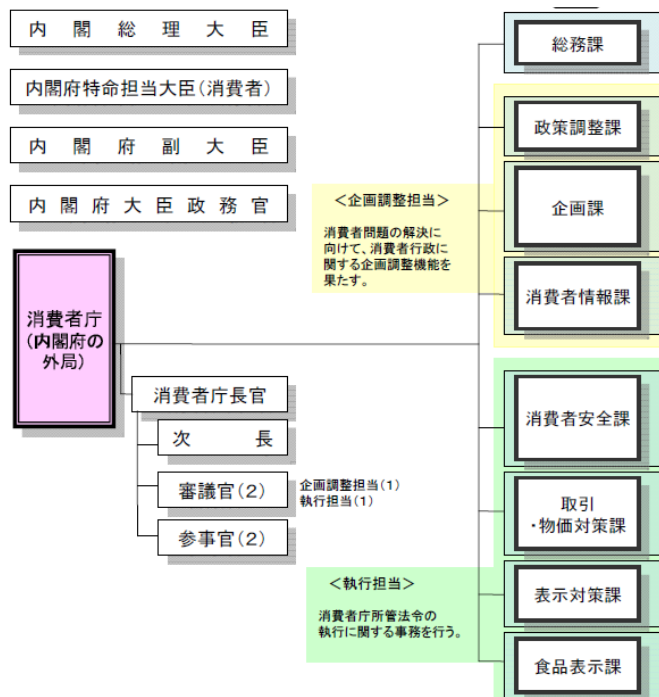 内閣総理大臣
内閣府特命担当大臣(消費者)
内閣府副大臣
内閣府大臣政務官
消費者庁
(内閣府の
外局)
消費者庁長官
次長
審議官(2)
企画調整担当(1)
執行担当(1)
参事官(2)
総務課
<企画調整担当>
消費者問題の解決に
向けて、消費者行政に
関する企画調整機能を
果たす。
政策調整課
企画課
消費者情報課
<執行担当>
消費者庁所管法令の
執行に関する事務を行う。
消費者安全課
取引
・物価対策課
表示対策課
食品表示課